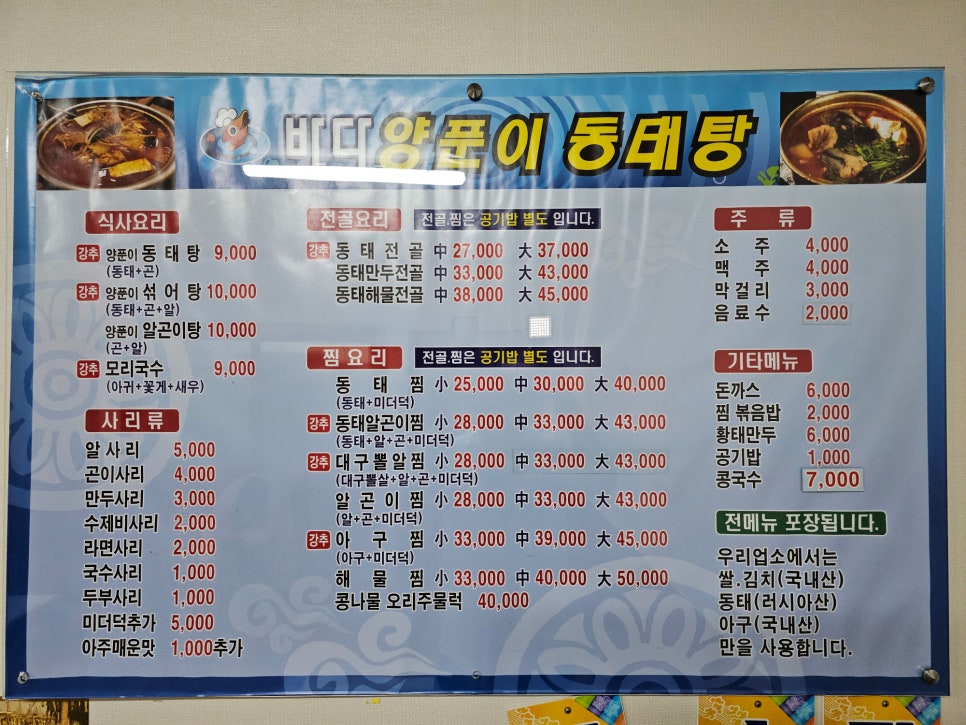 바다양푼이 동태탕
식사요리
강추 양푼이 동태탕 9,000
(동태+곤)
강추 양푼이 섞어탕 10,000
(동태+곤+알)
양푼이 알곤이탕 10,000
(곤+알)
강추 모리국수 9,000
(아귀+꽃게+새우)
사리류
알사리 5,000
곤이사리 4,000
만두사리 3,000
수제비사리 2,000
라면사리 2,000
국수사리 1,000
두부사리 1,000
미더덕추가 5,000
아주매운맛 1,000추가
전골요리 전골.찜은 공기밥 별도 입니다.
강추 동태전골 中 27,000 大 37,000
동태만두전골 中 33,000 大 43,000
동태해물전골 中 38,000 大 45,000
찜요리 전골.찜은 공기밥 별도 입니다.
동태찜 小 25,000 中 30,000 大 40,000
(동태+미더덕)
강추 동태알곤이찜 小 28,000 中 33,000 大 43,000
(동태+알+곤+미더덕)
강추 대구뽈알찜 小 28,000 中 33,000 大 43,000
(대구뽈살+알+곤+미더덕)
알곤이찜 小 28,000 中 33,000 大 43,000
(알+곤+미더덕)
강추 아구찜 小 33,000 中 39,000 大 45,000
(아구+미더덕)
해물찜 小 33,000 中 40,000 大 50,000
콩나물 오리주물럭 40,000
주류
소주 4,000
맥주 4,000
막걸리 3,000
음료수 2,000
기타메뉴
돈까스 6,000
찜 볶음밥 2,000
황태만두 6,000
공기밥 1,000
콩국수 7,000
전메뉴 포장됩니다.
우리업소에서는
쌀.김치(국내산)
동태(러시아산)
아구(국내산)
만을 사용합니다.